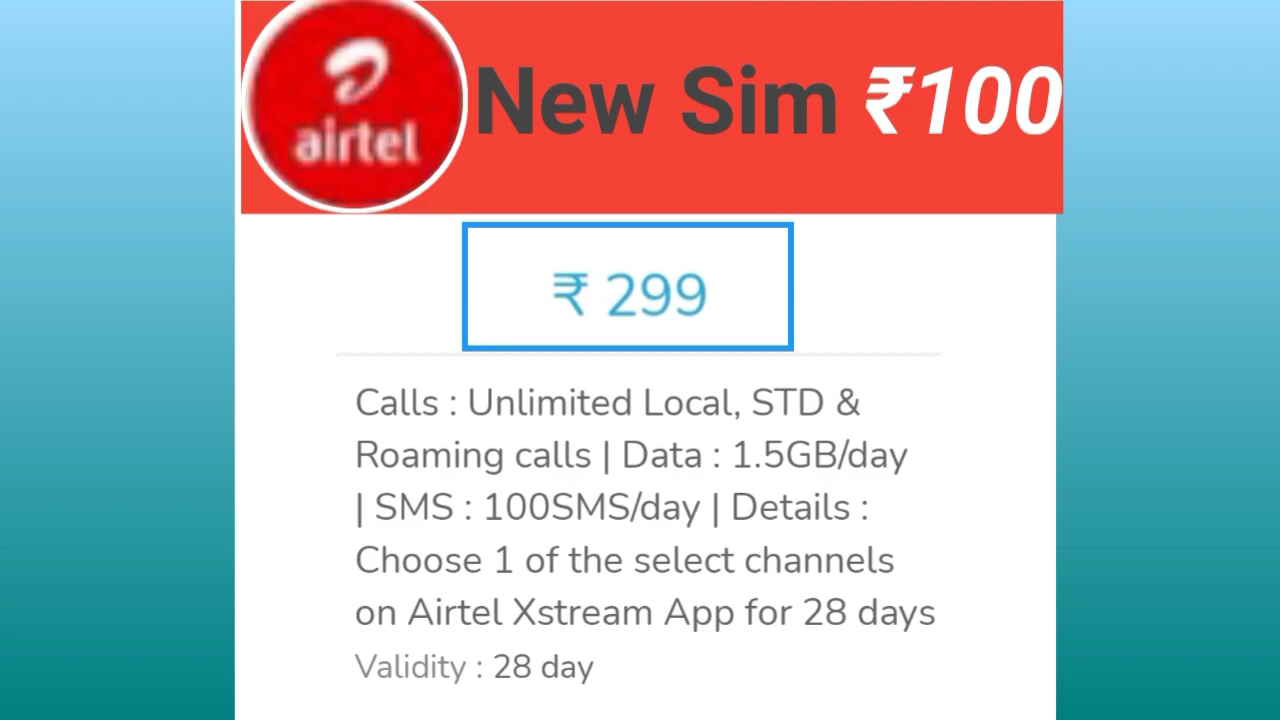 airtel
New Sim ₹100
₹ 299
Calls : Unlimited Local, STD &
Roaming calls | Data : 1.5GB/day
| SMS : 100SMS/day | Details :
Choose 1 of the select channels
on Airtel Xstream App for 28 days
Validity : 28 day